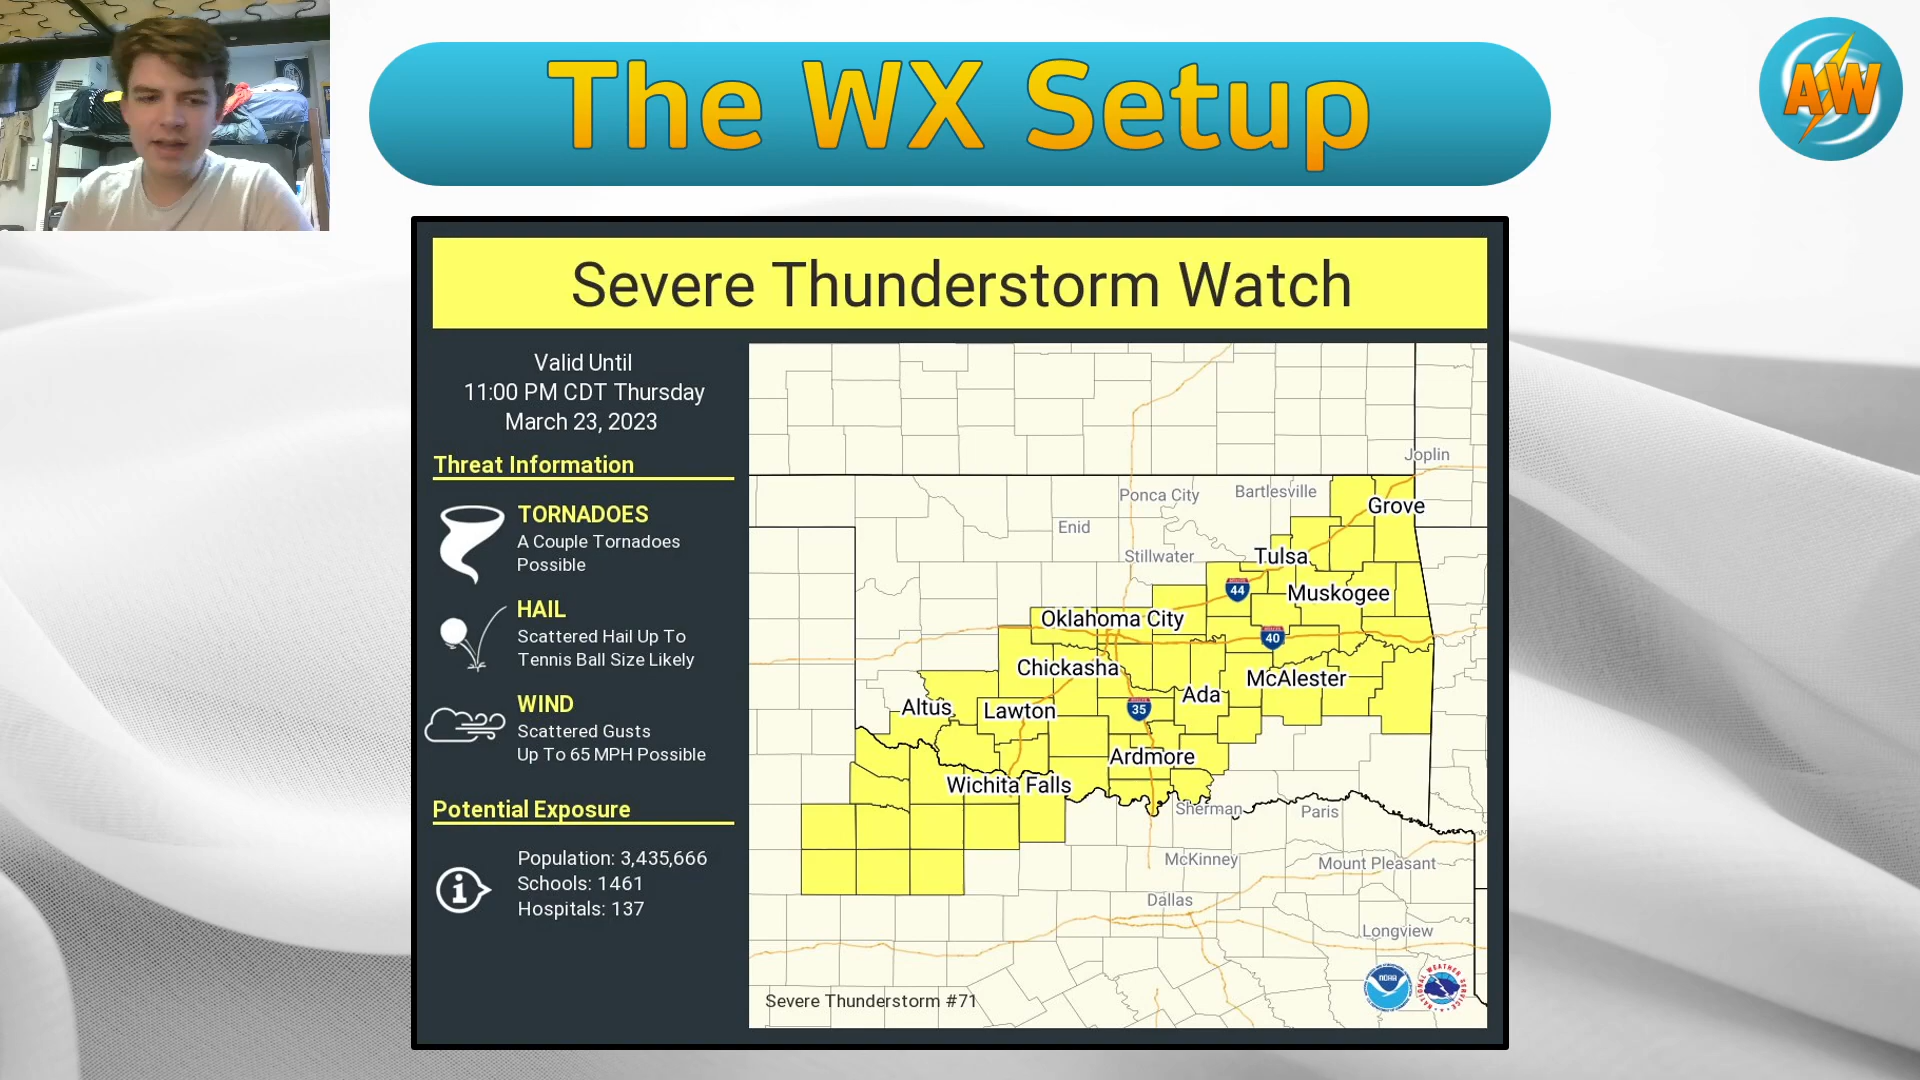 The WX Setup
AW
Severe Thunderstorm Watch
Valid Until
11:00 PM CDT Thursday
March 23, 2023
Threat Information
TORNADOES
A Couple Tornadoes
Possible
HAIL
Scattered Hail Up To
Tennis Ball Size Likely
WIND
Scattered Gusts
Up To 65 MPH Possible
Potential Exposure
Population: 3,435,666
Schools: 1461
Hospitals: 137
Joplin
Ponca City
Bartlesville
Grove
Enid
Stillwater
Tulsa
44
Muskogee
Oklahoma City
40
Chickasha
McAlester
Ada
Altus
Lawton
35
Ardmore
Wichita Falls
Sherman
Paris
McKinney
Mount Pleasant
Dallas
Longview
Severe Thunderstorm #71
NOAA
NATIONAL WEATHER SERVICE